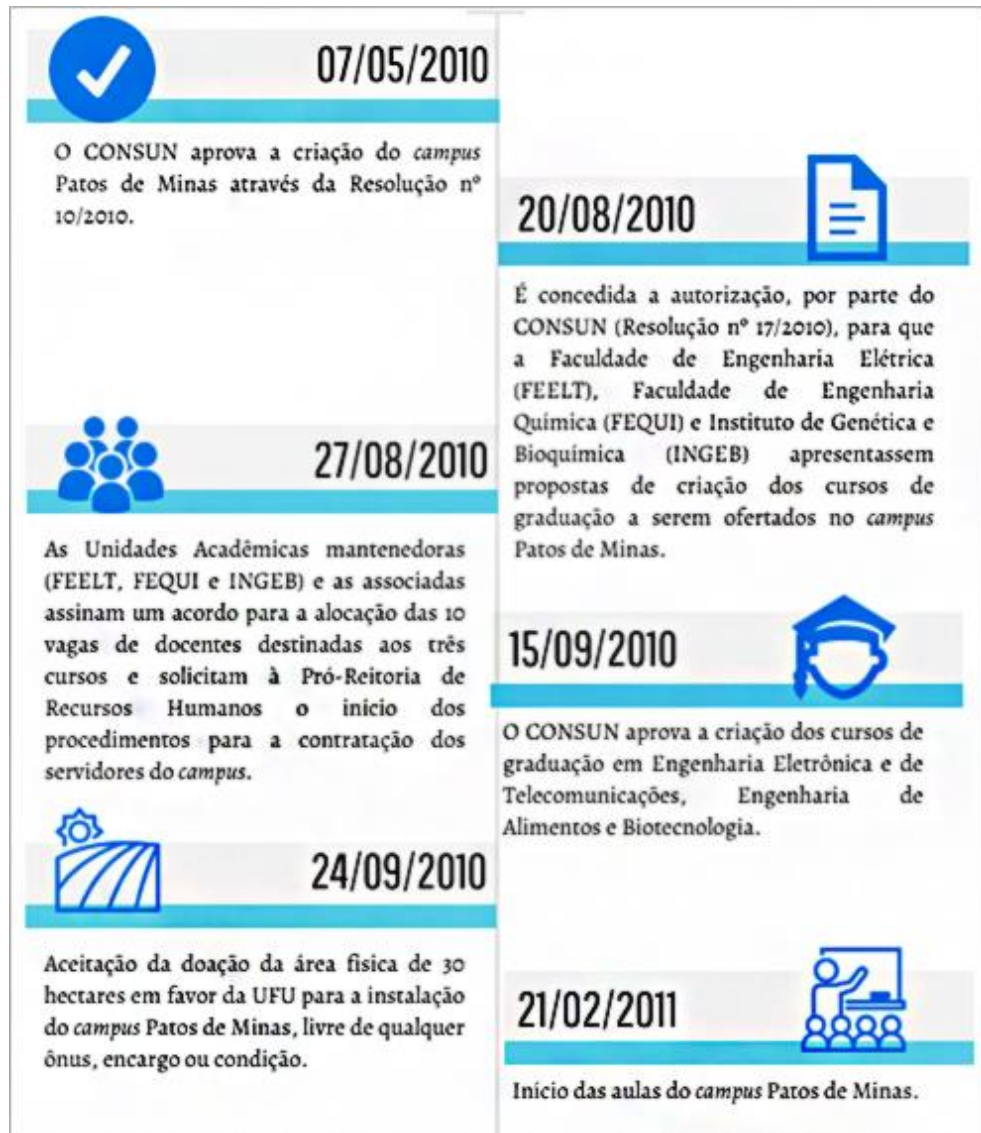 07/05/2010
O CONSUN aprova a criação do campus
Patos de Minas através da Resolução nº
10/2010.
20/08/2010
É concedida a autorização, por parte do
CONSUN (Resolução nº 17/2010), para que
a Faculdade de Engenharia Elétrica
(FEELT), Faculdade de Engenharia
Química (FEQUI) e Instituto de Genética e
Bioquímica (INGEB) apresentassem
propostas de criação dos cursos de
graduação a serem ofertados no campus
Patos de Minas.
27/08/2010
As Unidades Acadêmicas mantenedoras
(FEELT, FEQUI e INGEB) e as associadas
assinam um acordo para a alocação das 10
vagas de docentes destinadas aos três
cursos e solicitam à Pró-Reitoria de
Recursos Humanos o início dos
procedimentos para a contratação dos
servidores do campus.
15/09/2010
O CONSUN aprova a criação dos cursos de
graduação em Engenharia Eletrônica e de
Telecomunicações, Engenharia de
Alimentos e Biotecnologia.
24/09/2010
Aceitação da doação da área física de 30
hectares em favor da UFU para a instalação
do campus Patos de Minas, livre de qualquer
ônus, encargo ou condição.
21/02/2011
Início das aulas do campus Patos de Minas.